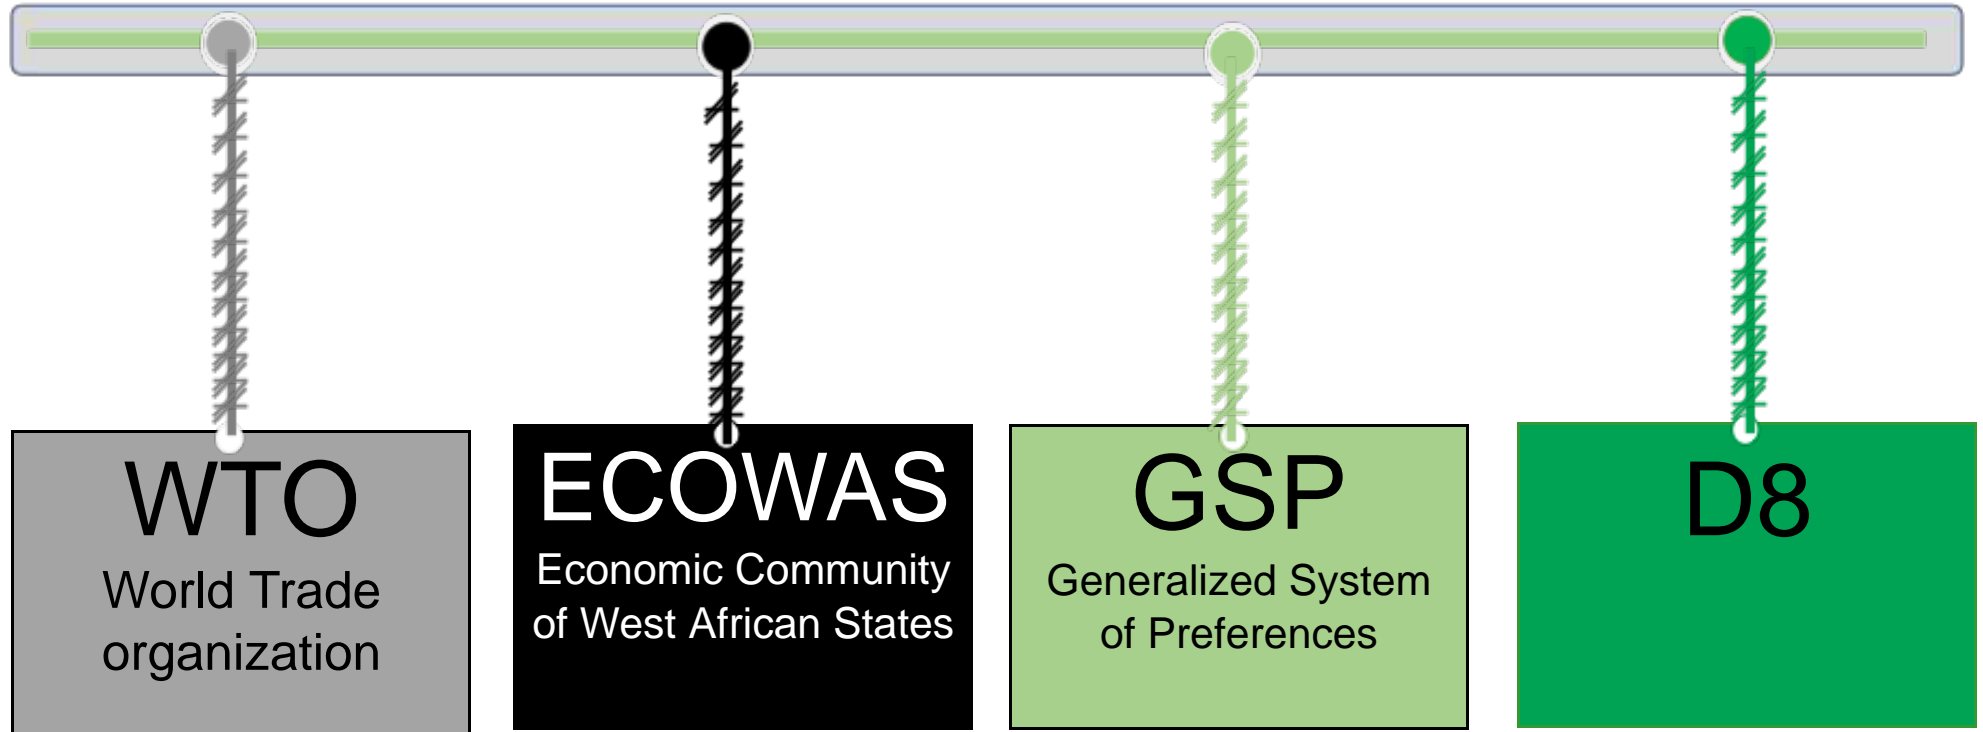 WTO
World Trade
organization
ECOWAS
Economic Community
of West African States
GSP
Generalized System
of Preferences
D8